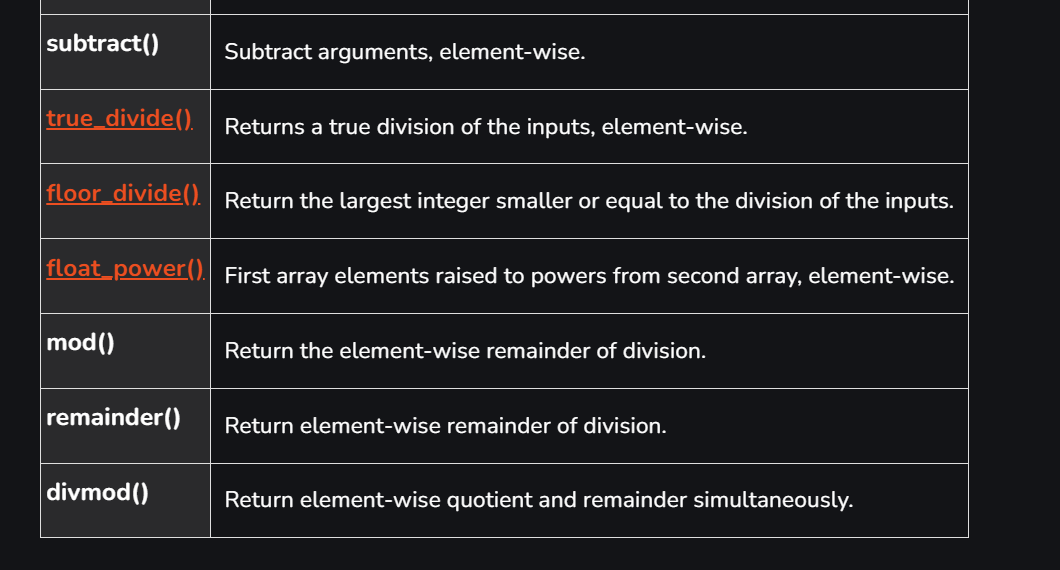 subtract()
Subtract arguments, element-wise.
true_divide()
Returns a true division of the inputs, element-wise.
floor_divide()
Return the largest integer smaller or equal to the division of the inputs.
float_power()
First array elements raised to powers from second array, element-wise.
mod()
Return the element-wise remainder of division.
remainder()
Return element-wise remainder of division.
divmod()
Return element-wise quotient and remainder simultaneously.